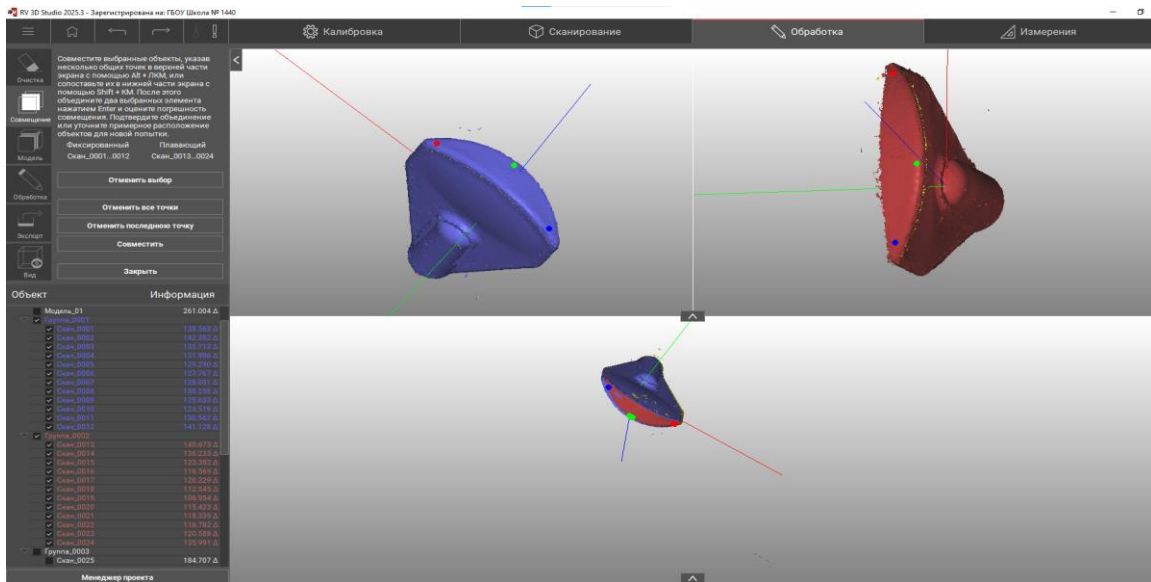 RV 3D Studio 2025.3 - Зарегистрирована на: ГБОУ Школа № 1440
Калибровка
Сканирование
Обработка
Измерения
Очистка
Совмещение
Модель
Обработка
Экспорт
Вид
Совместите выбранные объекты, указав
несколько общих точек в верхней части
экрана с помощью Alt + ЛКМ, или
сопоставьте их в нижней части экрана с
помощью Shift + КМ. После этого
объедините два выбранных элемента
нажатием Enter и оцените погрешность
совмещения. Подтвердите объединение
или уточните примерное расположение
объектов для новой попытки.
Фиксированный Плавающий
Скан_0001...0012 Скан_0013...0024
Отменить выбор
Отменить все точки
Отменить последнюю точку
Совместить
Закрыть
Объект Информация
Модель_01 261.004 Δ
Группа_0001
Скан_0001
Скан_0002
Скан_0003
Скан_0004
Скан_0005
Скан_0006
Скан_0007
Скан_0008
Скан_0009
Скан_0010
Скан_0011
Скан_0012
Группа_0002
Скан_0013
Скан_0014
Скан_0015
Скан_0016
Скан_0017
Скан_0018
Скан_0019
Скан_0020
Скан_0021
Скан_0022
Скан_0023
Скан_0024
Группа_0003
Скан_0025 184.707 Δ
Менеджер проекта